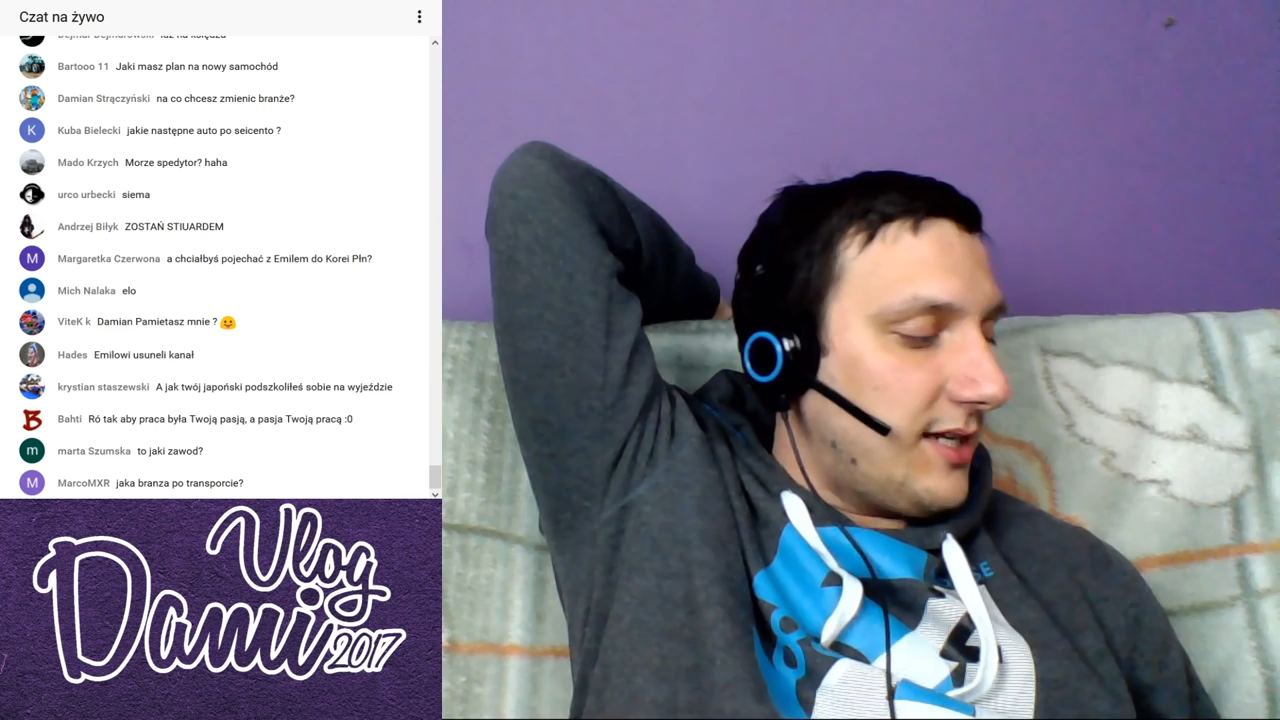 Czat na żywo
Bartooo 11 Jaki masz plan na nowy samochód
Damian Strączyński na co chcesz zmienic branże?
K Kuba Bielecki jakie następne auto po seicento ?
Mado Krzych Morze spedytor? haha
urco urbecki siema
Andrzej Biłyk ZOSTAŃ STIUARDEM
M Margaretka Czerwona a chciałbyś pojechać z Emilem do Korei Płn?
Mich Nalaka elo
ViteK k Damian Pamietasz mnie ?
Hades Emilowi usuneli kanał
krystian staszewski A jak twój japoński podszkoliłeś sobie na wyjeździe
B Bahti Ró tak aby praca była Twoją pasją, a pasja Twoją pracą :0
m marta Szumska to jaki zawod?
M MarcoMXR jaka branza po transporcie?
Vlog
Dami 2017